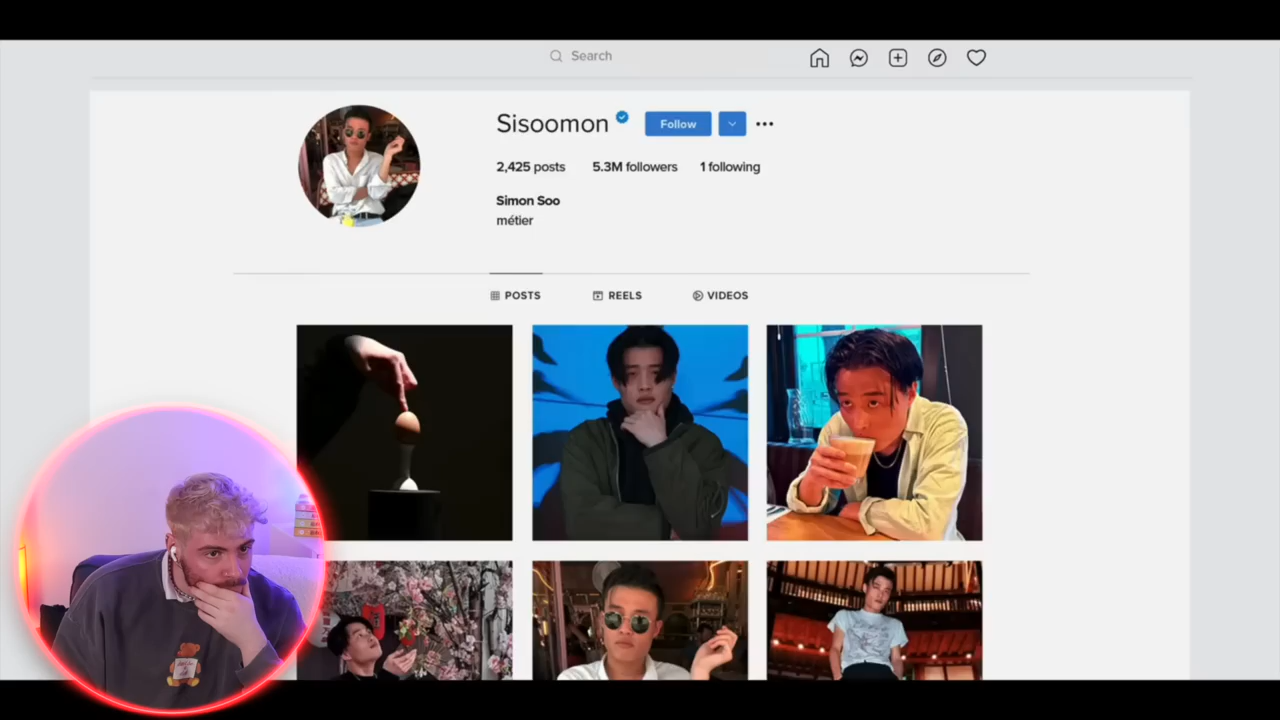 Search
Sisoomon
Follow
2,425 posts 5.3M followers 1 following
Simon Soo
métier
POSTS REELS VIDEOS